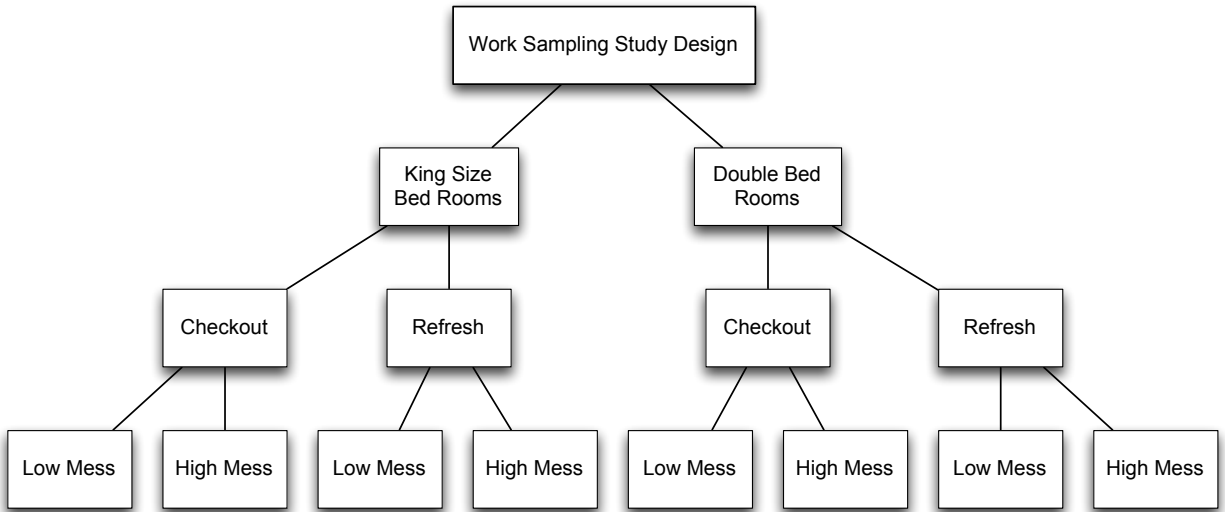 Work Sampling Study Design
King Size
Bed Rooms
Double Bed
Rooms
Checkout
Refresh
Checkout
Refresh
Low Mess
High Mess
Low Mess
High Mess
Low Mess
High Mess
Low Mess
High Mess